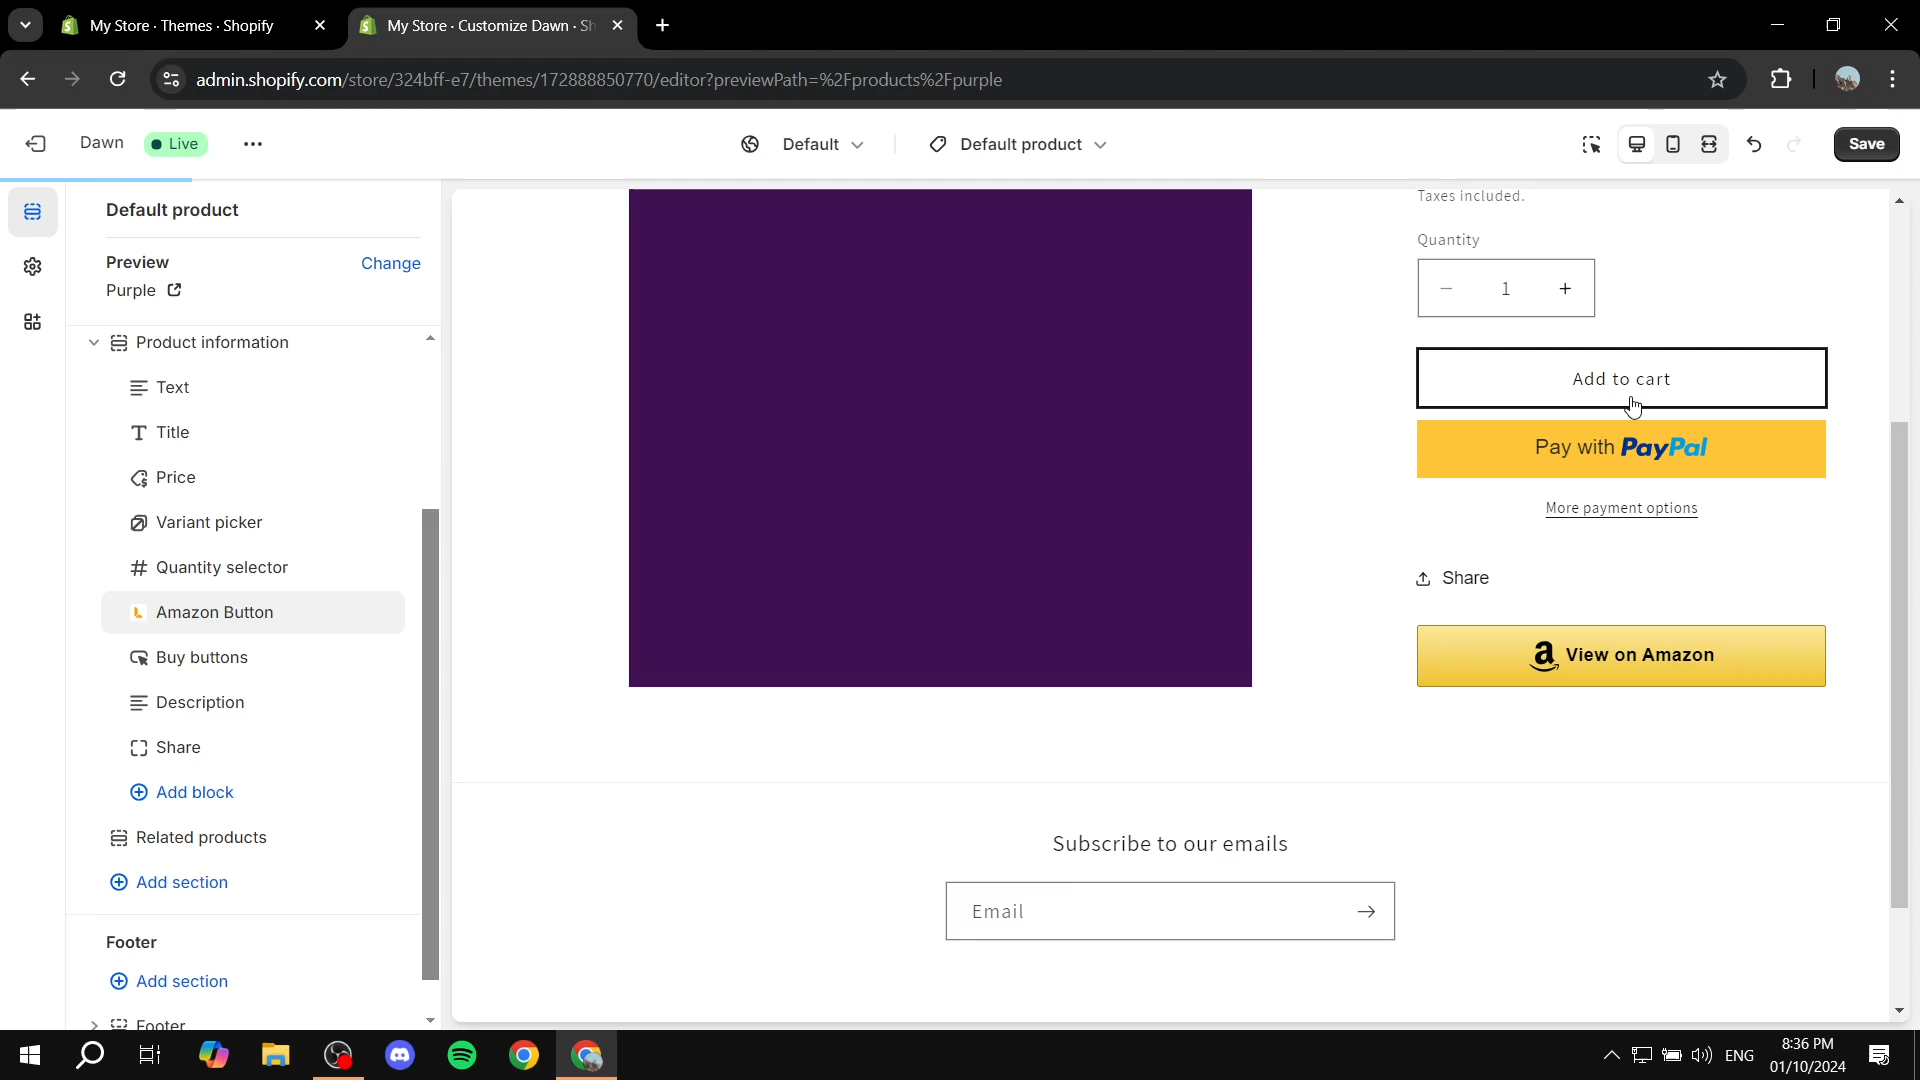 My Store · Themes · Shopify
My Store · Customize Dawn · Sh
admin.shopify.com/store/324bff-e7/themes/172888850770/editor?previewPath=%2Fproducts%2Fpurple
Dawn
Live
Default
Default product
Save
Default product
Preview
Change
Purple
Product information
Text
Title
Price
Variant picker
Quantity selector
Amazon Button
Buy buttons
Description
Share
Add block
Related products
Add section
Footer
Add section
Footer
Taxes included.
Quantity
1
Add to cart
Pay with PayPal
More payment options
Share
View on Amazon
Subscribe to our emails
Email
ENG
8:36 PM
01/10/2024